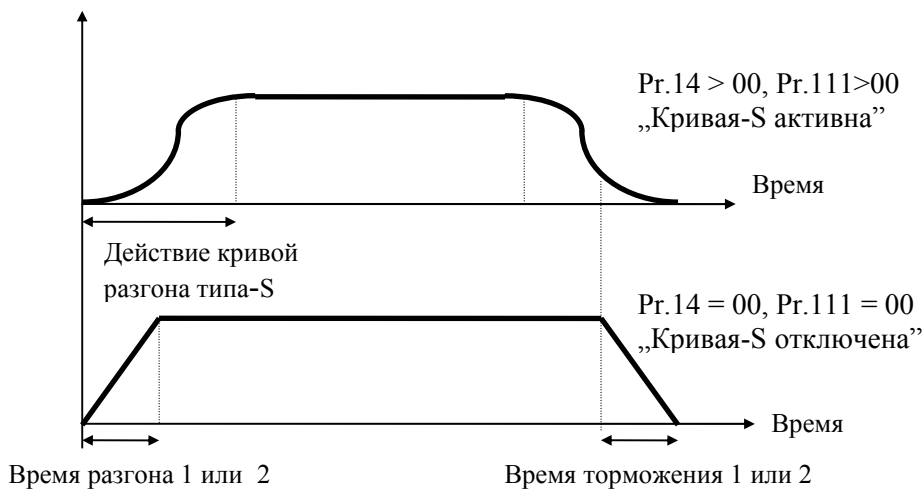 Pr.14 > 00, Pr.111>00
„Кривая-S активна”
Время
Действие кривой
разгона типа-S
Pr.14 = 00, Pr.111 = 00
„Кривая-S отключена”
Время
Время разгона 1 или 2
Время торможения 1 или 2